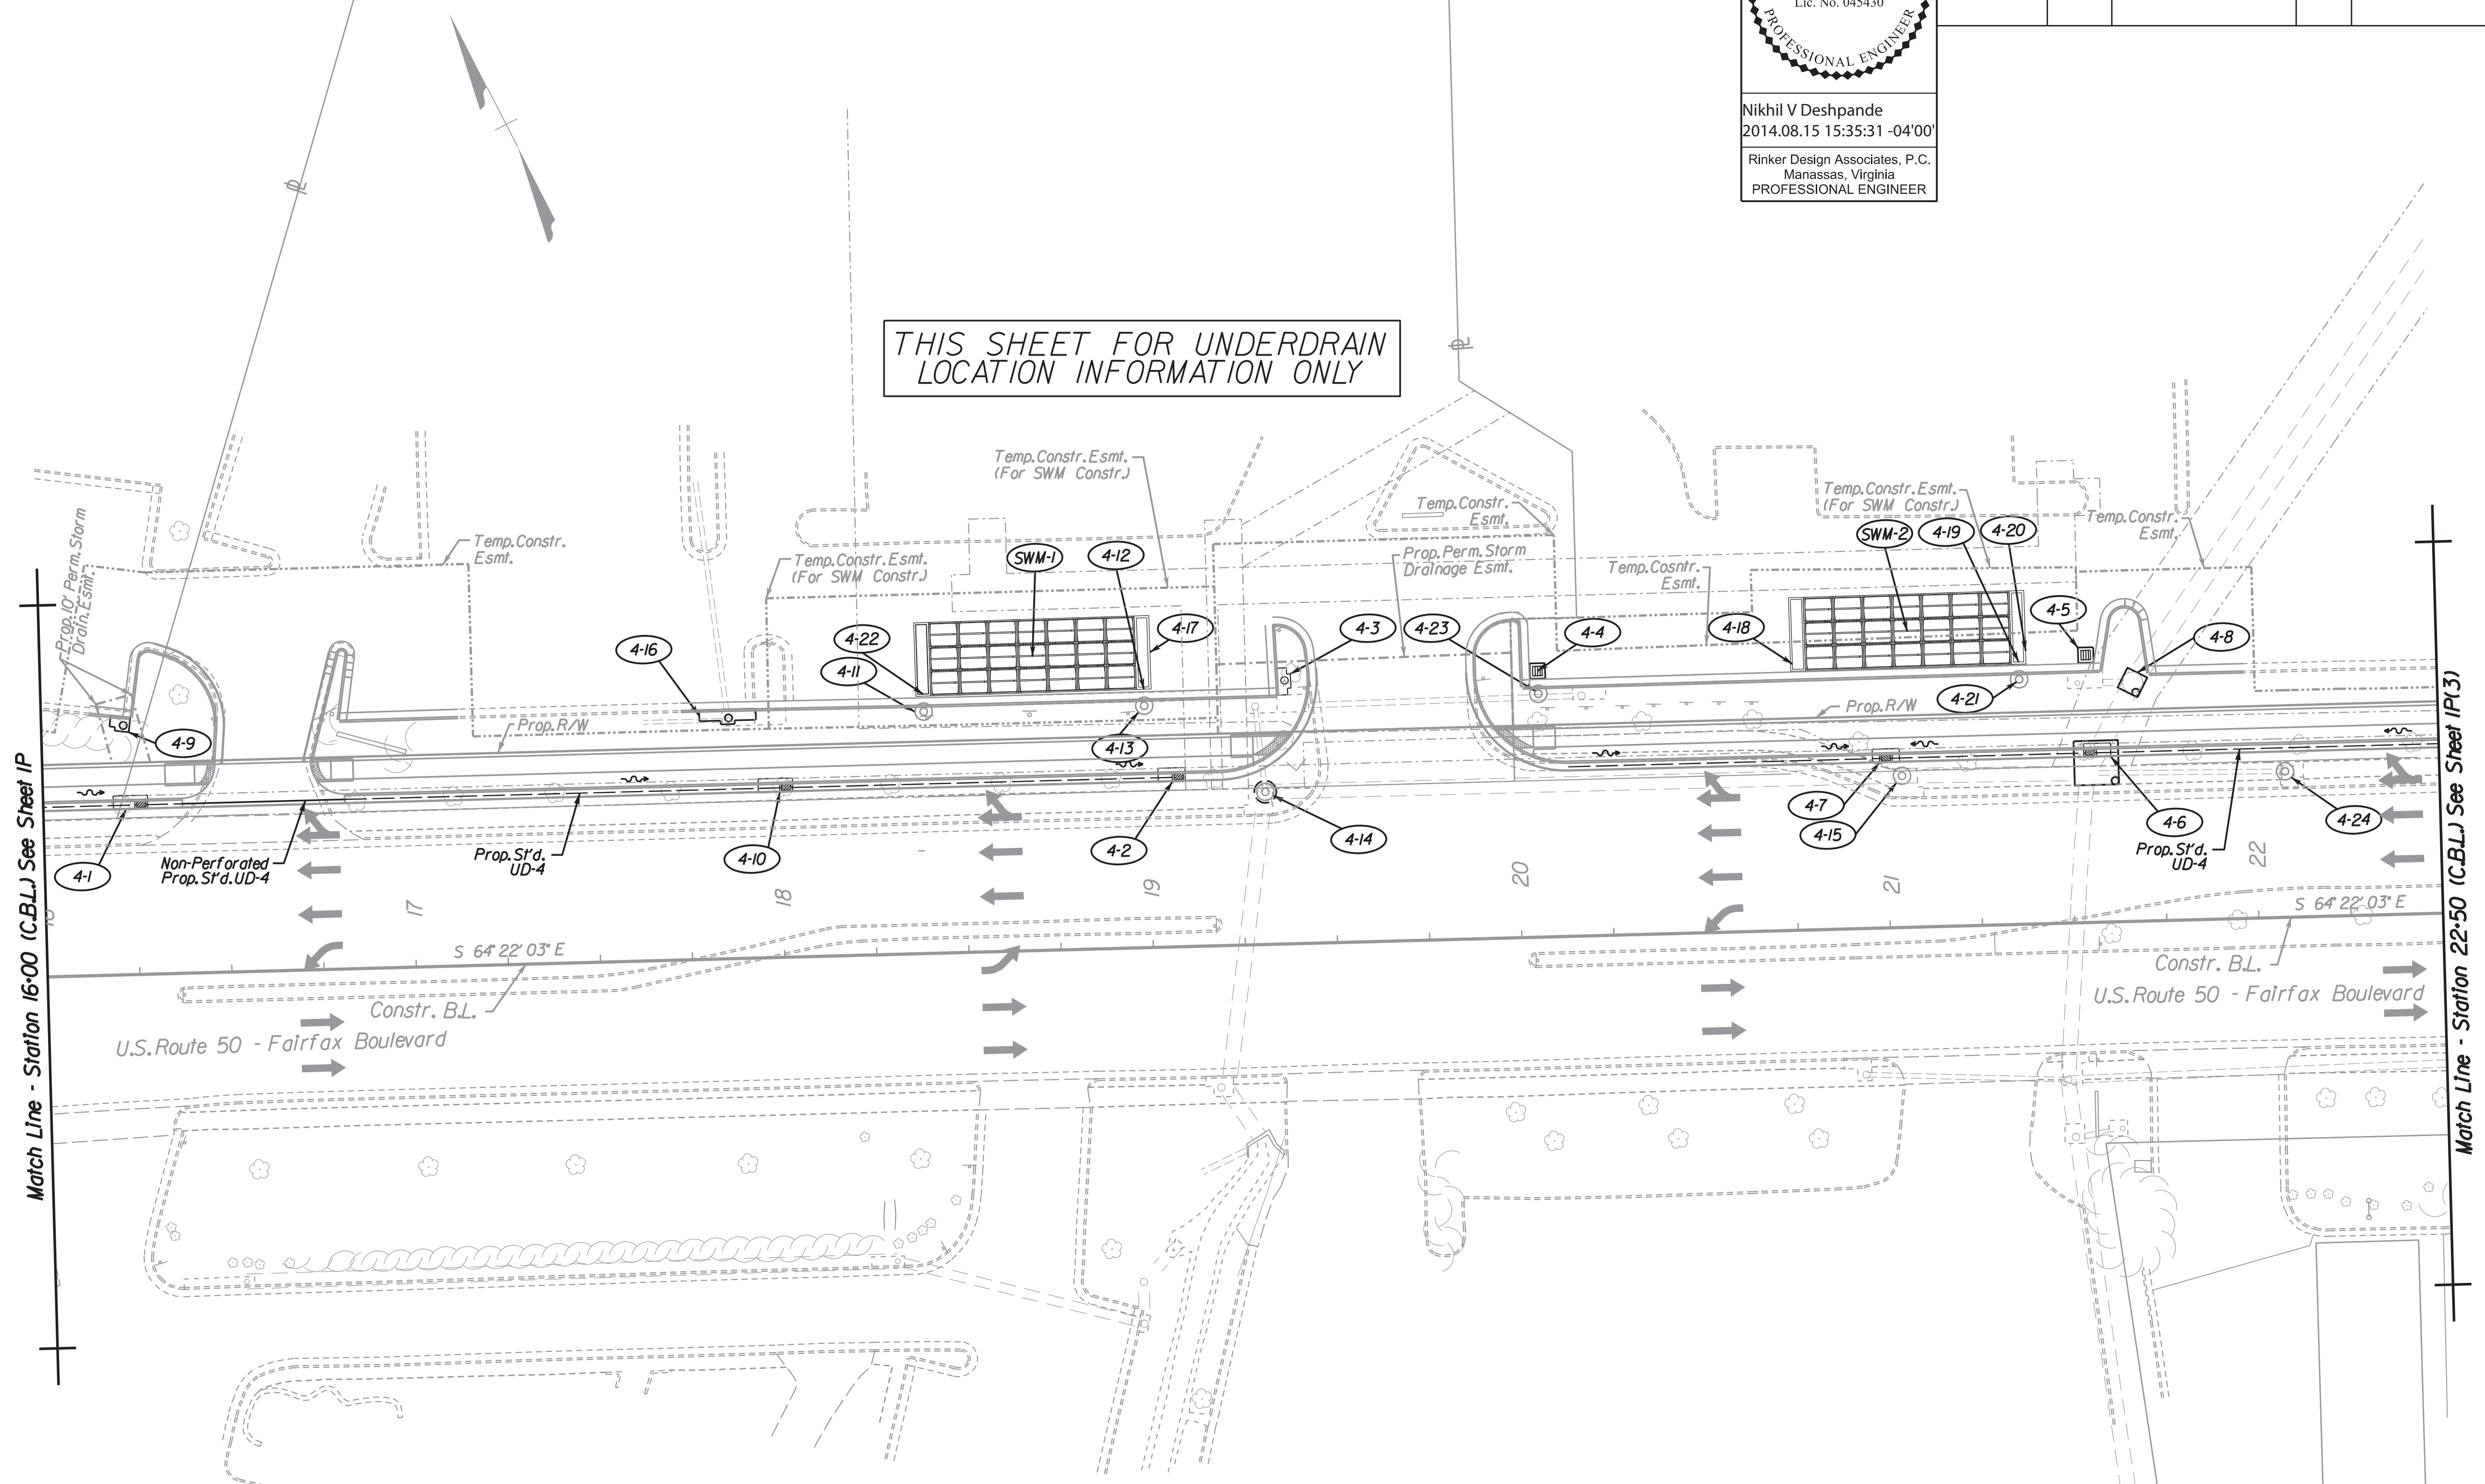 Lic. No. 045430
PROFESSIONAL ENGINEER
Nikhil V Deshpande
2014.08.15 15:35:31 -04'00'
Rinker Design Associates, P.C.
Manassas, Virginia
PROFESSIONAL ENGINEER
THIS SHEET FOR UNDERDRAIN
LOCATION INFORMATION ONLY
Prop. 10' Perm. Storm
Drain. Esmt.
Temp. Constr.
Esmt.
Temp. Constr. Esmt.
(For SWM Constr.)
Temp. Constr. Esmt.
(For SWM Constr.)
Temp. Constr.
Esmt.
Prop. Perm. Storm
Drainage Esmt.
Temp. Cosntr.
Esmt.
Temp. Constr. Esmt.
(For SWM Constr.)
Temp. Constr.
Esmt.
SWM-1
4-12
SWM-2
4-19
4-20
4-16
4-22
4-11
4-17
4-3
4-23
4-4
4-18
4-5
4-8
4-9
Prop. R/W
4-13
4-21
Prop. R/W
4-1
Non-Perforated
Prop. St'd. UD-4
Prop. St'd.
UD-4
4-10
4-2
4-14
4-7
4-15
4-6
Prop. St'd.
UD-4
4-24
16
17
18
19
20
21
22
S 64° 22' 03" E
Constr. B.L.
U.S. Route 50 - Fairfax Boulevard
S 64° 22' 03" E
Constr. B.L.
U.S. Route 50 - Fairfax Boulevard
Match Line - Station 16+00 (C.B.L.) See Sheet 1P
Match Line - Station 22+50 (C.B.L.) See Sheet 1P(3)